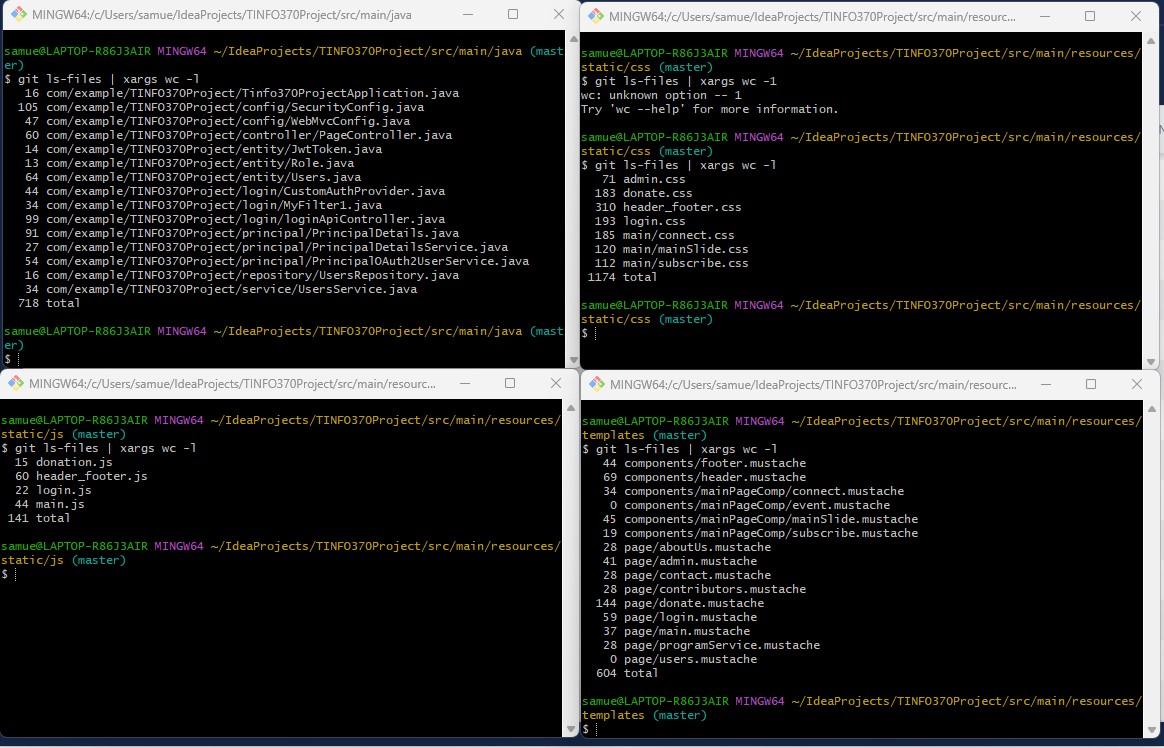 MINGW64:/c/Users/samue/IdeaProjects/TINFO370Project/src/main/java
samue@LAPTOP-R86J3AIR MINGW64 ~/IdeaProjects/TINFO370Project/src/main/java (mast
er)
$ git ls-files | xargs wc -l
16 com/example/TINFO370Project/Tinfo370ProjectApplication.java
105 com/example/TINFO370Project/config/SecurityConfig.java
47 com/example/TINFO370Project/config/WebMvcConfig.java
60 com/example/TINFO370Project/controller/PageController.java
14 com/example/TINFO370Project/entity/JwtToken.java
13 com/example/TINFO370Project/entity/Role.java
64 com/example/TINFO370Project/entity/Users.java
44 com/example/TINFO370Project/login/CustomAuthProvider.java
34 com/example/TINFO370Project/login/MyFilter1.java
99 com/example/TINFO370Project/login/loginApiController.java
91 com/example/TINFO370Project/principal/PrincipalDetails.java
27 com/example/TINFO370Project/principal/PrincipalDetailsService.java
54 com/example/TINFO370Project/principal/PrincipalOAuth2UserService.java
16 com/example/TINFO370Project/repository/UsersRepository.java
34 com/example/TINFO370Project/service/UsersService.java
718 total
samue@LAPTOP-R86J3AIR MINGW64 ~/IdeaProjects/TINFO370Project/src/main/java (mast
er)
$
MINGW64:/c/Users/samue/IdeaProjects/TINFO370Project/src/main/resourc...
samue@LAPTOP-R86J3AIR MINGW64 ~/IdeaProjects/TINFO370Project/src/main/resources/
static/css (master)
$ git ls-files | xargs wc -1
wc: unknown option -- 1
Try 'wc --help' for more information.
samue@LAPTOP-R86J3AIR MINGW64 ~/IdeaProjects/TINFO370Project/src/main/resources/
static/css (master)
$ git ls-files | xargs wc -l
71 admin.css
183 donate.css
310 header_footer.css
193 login.css
185 main/connect.css
120 main/mainSlide.css
112 main/subscribe.css
1174 total
samue@LAPTOP-R86J3AIR MINGW64 ~/IdeaProjects/TINFO370Project/src/main/resources/
static/css (master)
$
MINGW64:/c/Users/samue/IdeaProjects/TINFO370Project/src/main/resourc...
samue@LAPTOP-R86J3AIR MINGW64 ~/IdeaProjects/TINFO370Project/src/main/resources/
static/js (master)
$ git ls-files | xargs wc -l
15 donation.js
60 header_footer.js
22 login.js
44 main.js
141 total
samue@LAPTOP-R86J3AIR MINGW64 ~/IdeaProjects/TINFO370Project/src/main/resources/
static/js (master)
$
MINGW64:/c/Users/samue/IdeaProjects/TINFO370Project/src/main/resourc...
samue@LAPTOP-R86J3AIR MINGW64 ~/IdeaProjects/TINFO370Project/src/main/resources/
templates (master)
$ git ls-files | xargs wc -l
44 components/footer.mustache
69 components/header.mustache
34 components/mainPageComp/connect.mustache
0 components/mainPageComp/event.mustache
45 components/mainPageComp/mainSlide.mustache
19 components/mainPageComp/subscribe.mustache
28 page/aboutUs.mustache
41 page/admin.mustache
28 page/contact.mustache
28 page/contributors.mustache
144 page/donate.mustache
59 page/login.mustache
37 page/main.mustache
28 page/programService.mustache
0 page/users.mustache
604 total
samue@LAPTOP-R86J3AIR MINGW64 ~/IdeaProjects/TINFO370Project/src/main/resources/
templates (master)
$